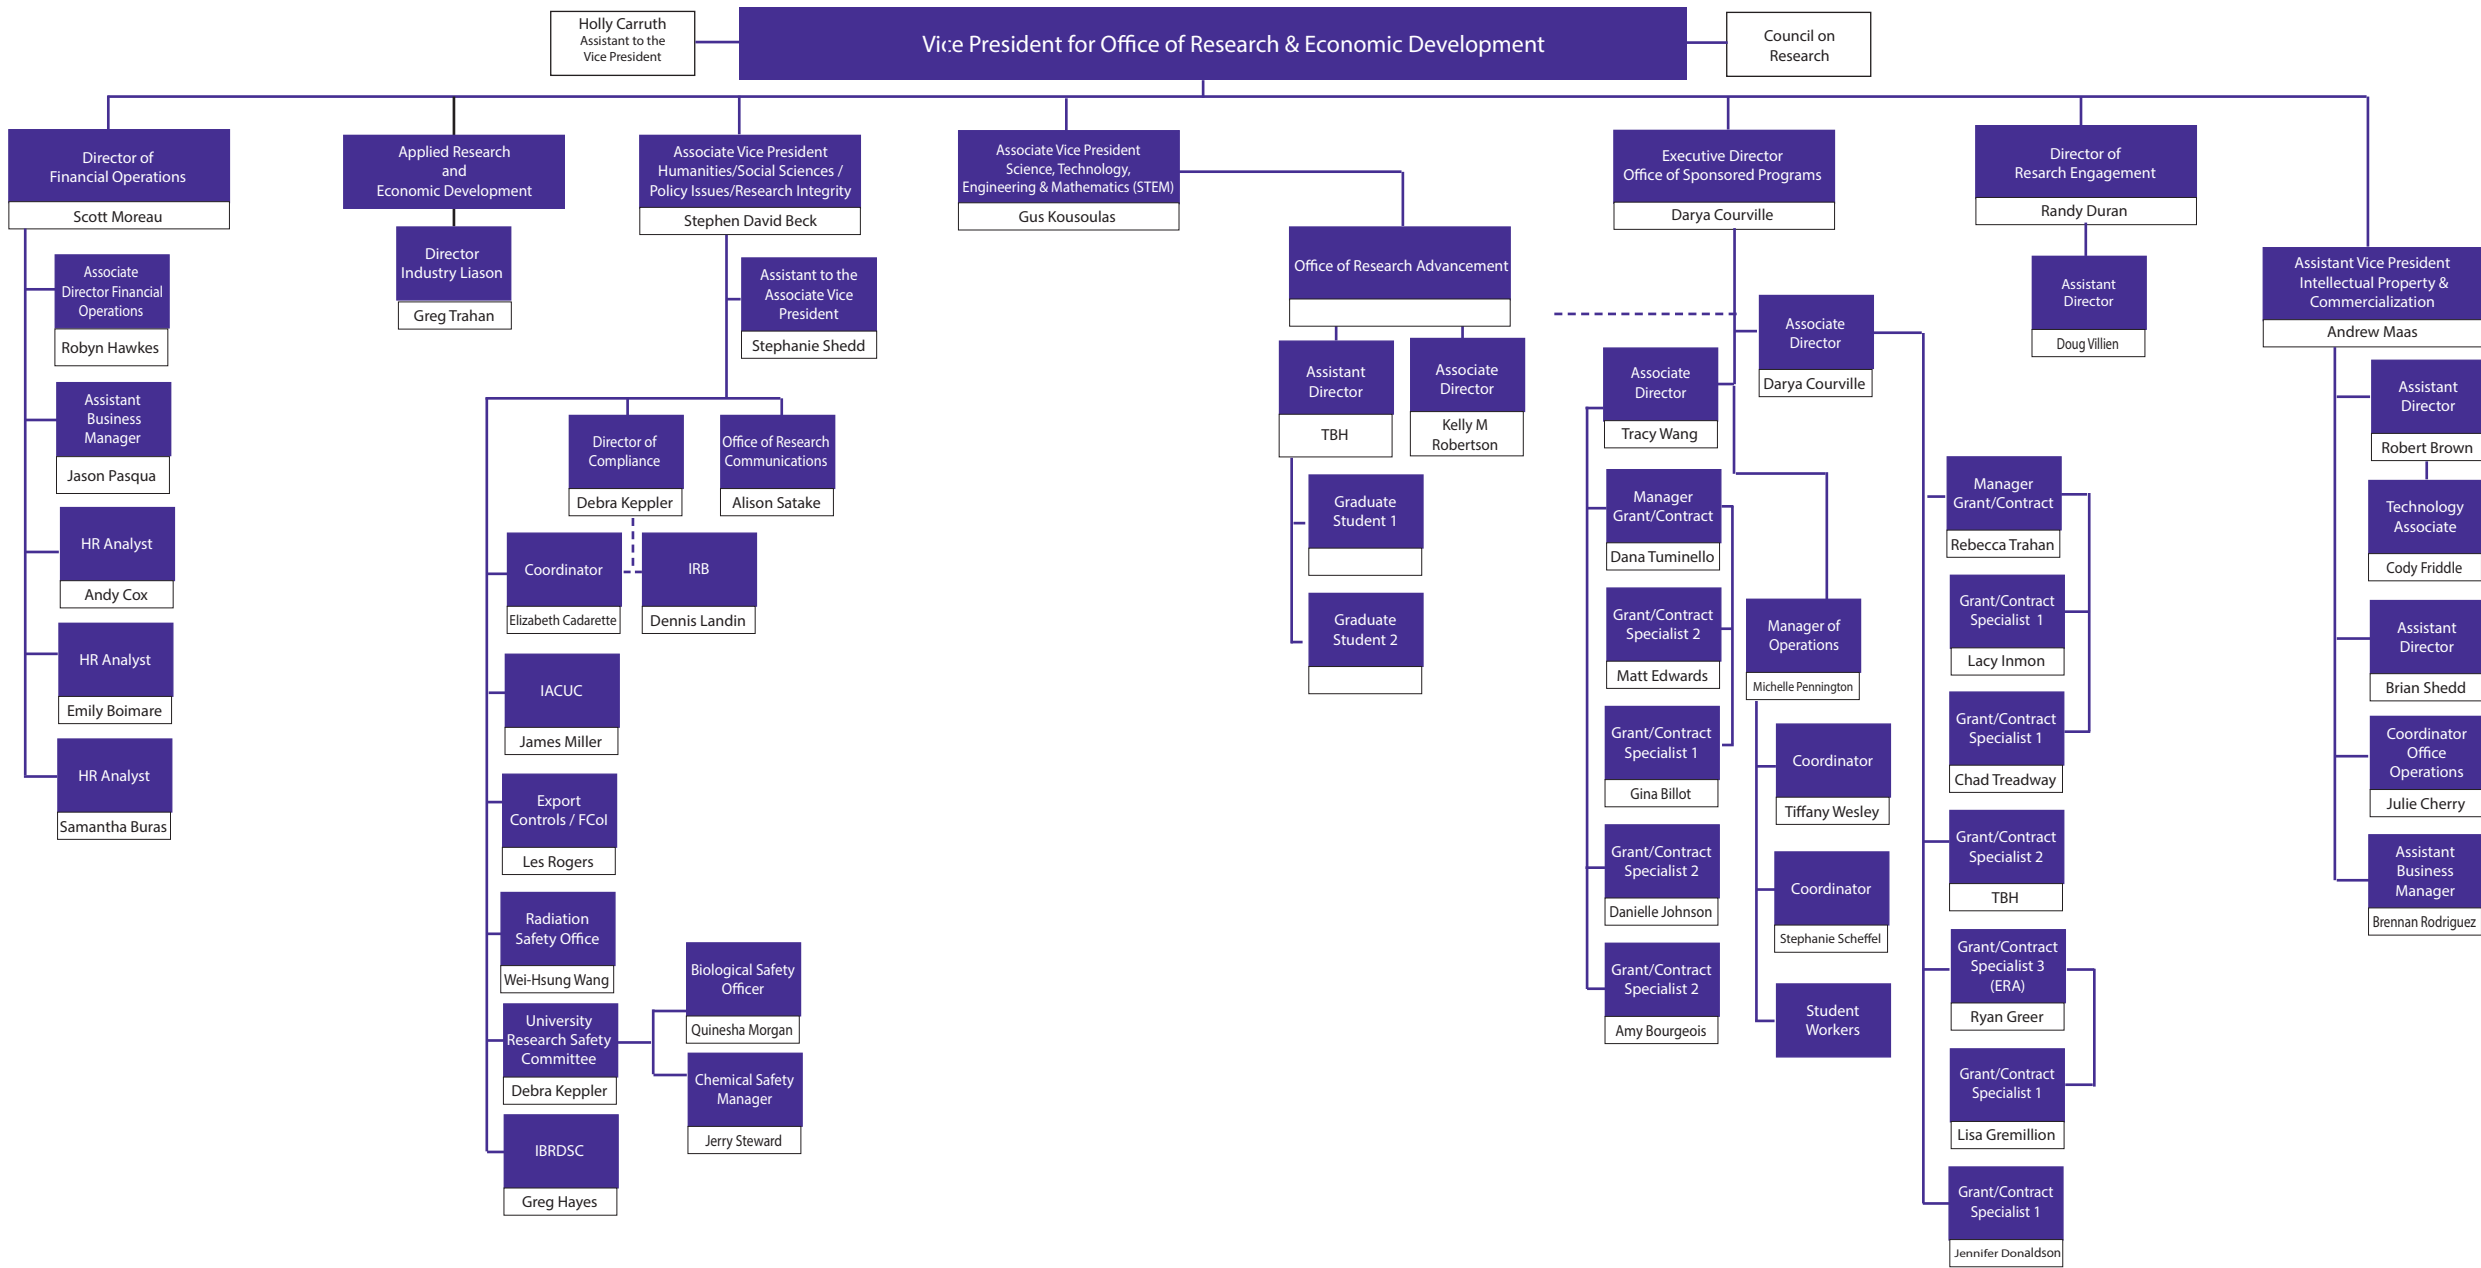 Holly Carruth
Assistant to the
Vice President
Vice President for Office of Research & Economic Development
Council on
Research
Director of
Financial Operations
Scott Moreau
Associate
Director Financial
Operations
Robyn Hawkes
Assistant
Business
Manager
Jason Pasqua
HR Analyst
Andy Cox
HR Analyst
Emily Boimare
HR Analyst
Samantha Buras
Applied Research
and
Economic Development
Director
Industry Liason
Greg Trahan
Associate Vice President
Humanities/Social Sciences /
Policy Issues/Research Integrity
Stephen David Beck
Assistant to the
Associate Vice
President
Stephanie Shedd
Director of
Compliance
Debra Keppler
Office of Research
Communications
Alison Satake
Coordinator
Elizabeth Cadarette
IRB
Dennis Landin
IACUC
James Miller
Export
Controls / FCoI
Les Rogers
Radiation
Safety Office
Wei-Hsung Wang
University
Research Safety
Committee
Debra Keppler
Biological Safety
Officer
Quinesha Morgan
Chemical Safety
Manager
Jerry Steward
IBRDSC
Greg Hayes
Associate Vice President
Science, Technology,
Engineering & Mathematics (STEM)
Gus Kousoulas
Office of Research Advancement
Assistant
Director
TBH
Associate
Director
Kelly M
Robertson
Graduate
Student 1
Graduate
Student 2
Executive Director
Office of Sponsored Programs
Darya Courville
Associate
Director
Darya Courville
Associate
Director
Tracy Wang
Manager
Grant/Contract
Dana Tuminello
Grant/Contract
Specialist 2
Matt Edwards
Grant/Contract
Specialist 1
Gina Billot
Grant/Contract
Specialist 2
Danielle Johnson
Grant/Contract
Specialist 2
Amy Bourgeois
Manager of
Operations
Michelle Pennington
Coordinator
Tiffany Wesley
Coordinator
Stephanie Scheffel
Student
Workers
Manager
Grant/Contract
Rebecca Trahan
Grant/Contract
Specialist 1
Lacy Inmon
Grant/Contract
Specialist 1
Chad Treadway
Grant/Contract
Specialist 2
TBH
Grant/Contract
Specialist 3
(ERA)
Ryan Greer
Grant/Contract
Specialist 1
Lisa Gremillion
Grant/Contract
Specialist 1
Jennifer Donaldson
Director of
Resarch Engagement
Randy Duran
Assistant
Director
Doug Villien
Assistant Vice President
Intellectual Property &
Commercialization
Andrew Maas
Assistant
Director
Robert Brown
Technology
Associate
Cody Friddle
Assistant
Director
Brian Shedd
Coordinator
Office
Operations
Julie Cherry
Assistant
Business
Manager
Brennan Rodriguez